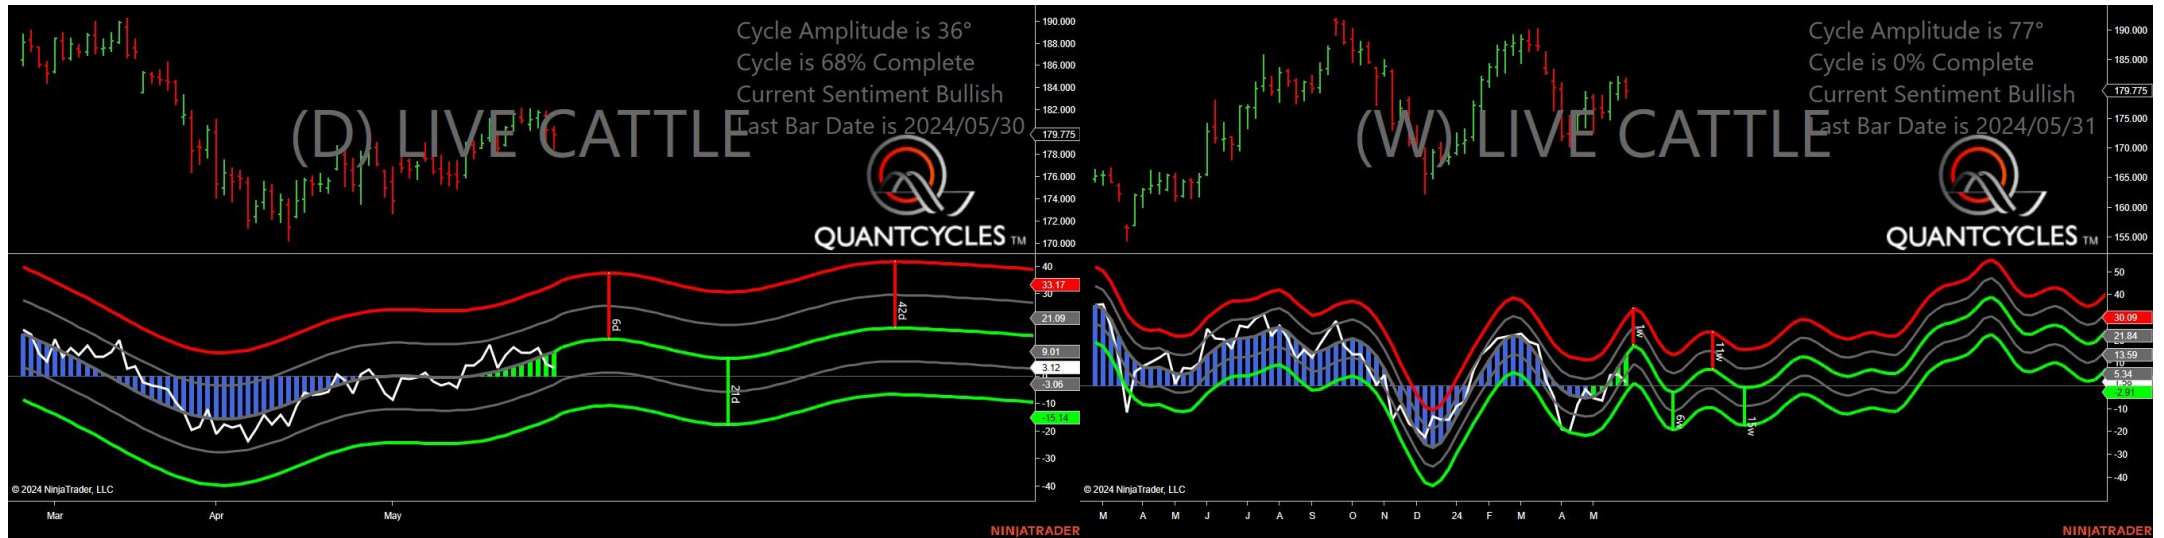 Cycle Amplitude is 36°
Cycle is 68% Complete
Current Sentiment Bullish
Last Bar Date is 2024/05/30
(D) LIVE CATTLE
QUANTCYCLES TM
190.000
188.000
186.000
184.000
182.000
179.775
178.000
176.000
174.000
172.000
170.000
40
33.17
30
21.09
9.01
3.12
-3.06
-10
-15.14
-20
-30
-40
6d
42d
21d
© 2024 NinjaTrader, LLC
Mar Apr May
NINJATRADER
Cycle Amplitude is 77°
Cycle is 0% Complete
Current Sentiment Bullish
Last Bar Date is 2024/05/31
(W) LIVE CATTLE
QUANTCYCLES TM
190.000
185.000
179.775
175.000
170.000
165.000
160.000
155.000
50
40
30.09
21.84
13.59
5.34
-2.91
-10
-20
-30
-40
1w
11w
6w
15w
© 2024 NinjaTrader, LLC
M A M J J A S O N D 24 F M A M
NINJATRADER